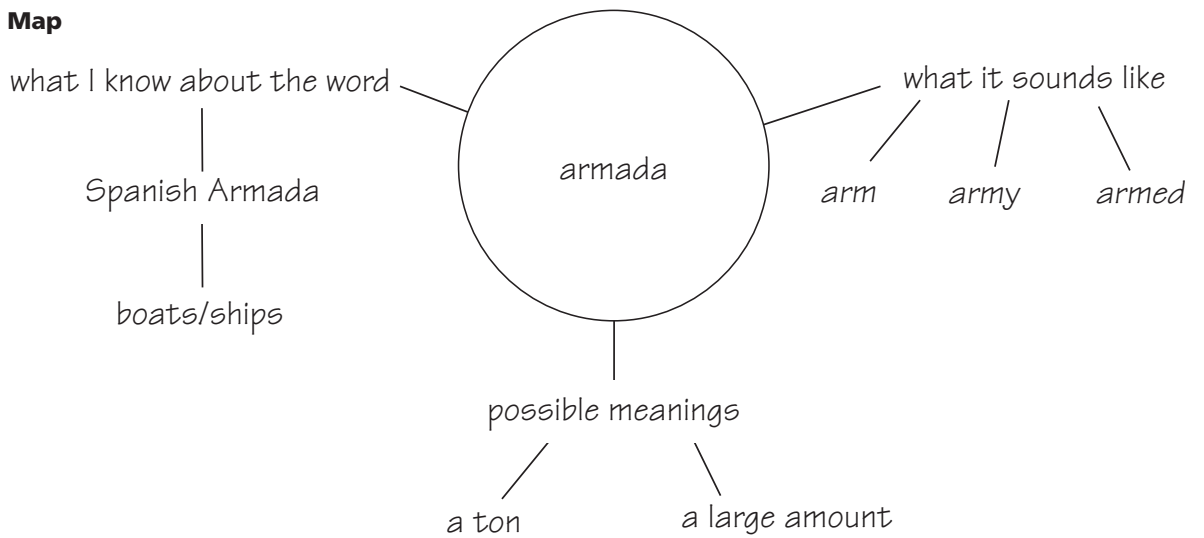 Map
what I know about the word
Spanish Armada
boats/ships
armada
what it sounds like
arm army armed
possible meanings
a ton a large amount